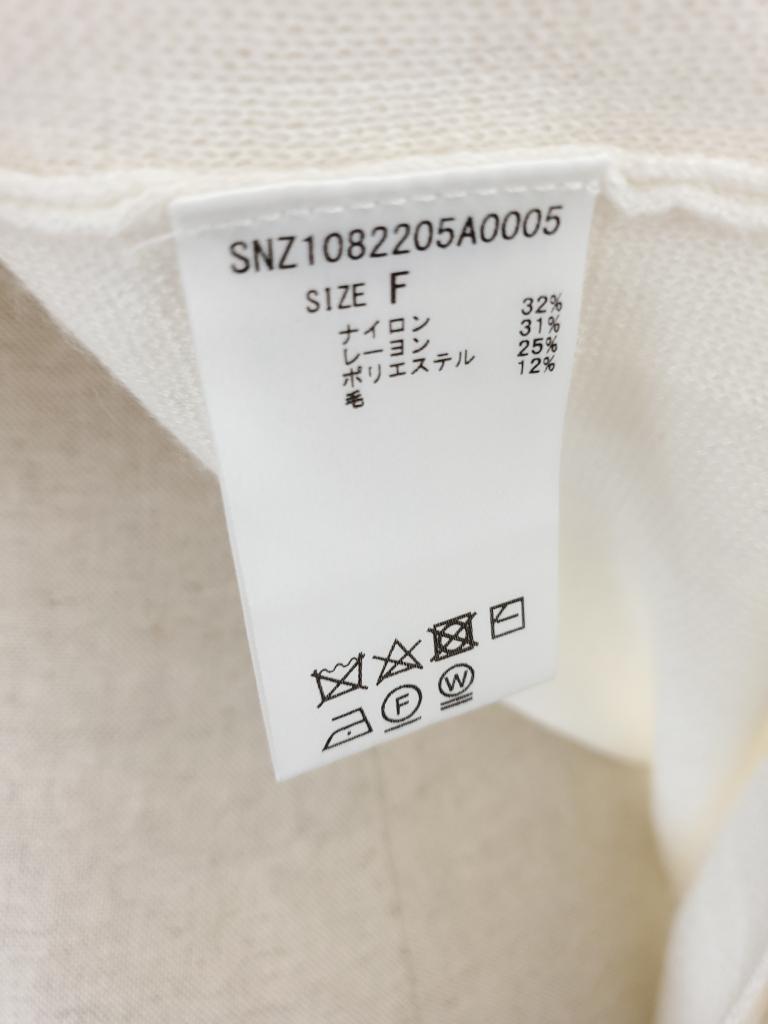 SNZ1082205A0005
SIZE F
ナイロン 32%
レーヨン 31%
ポリエステル 25%
毛 12%
F W